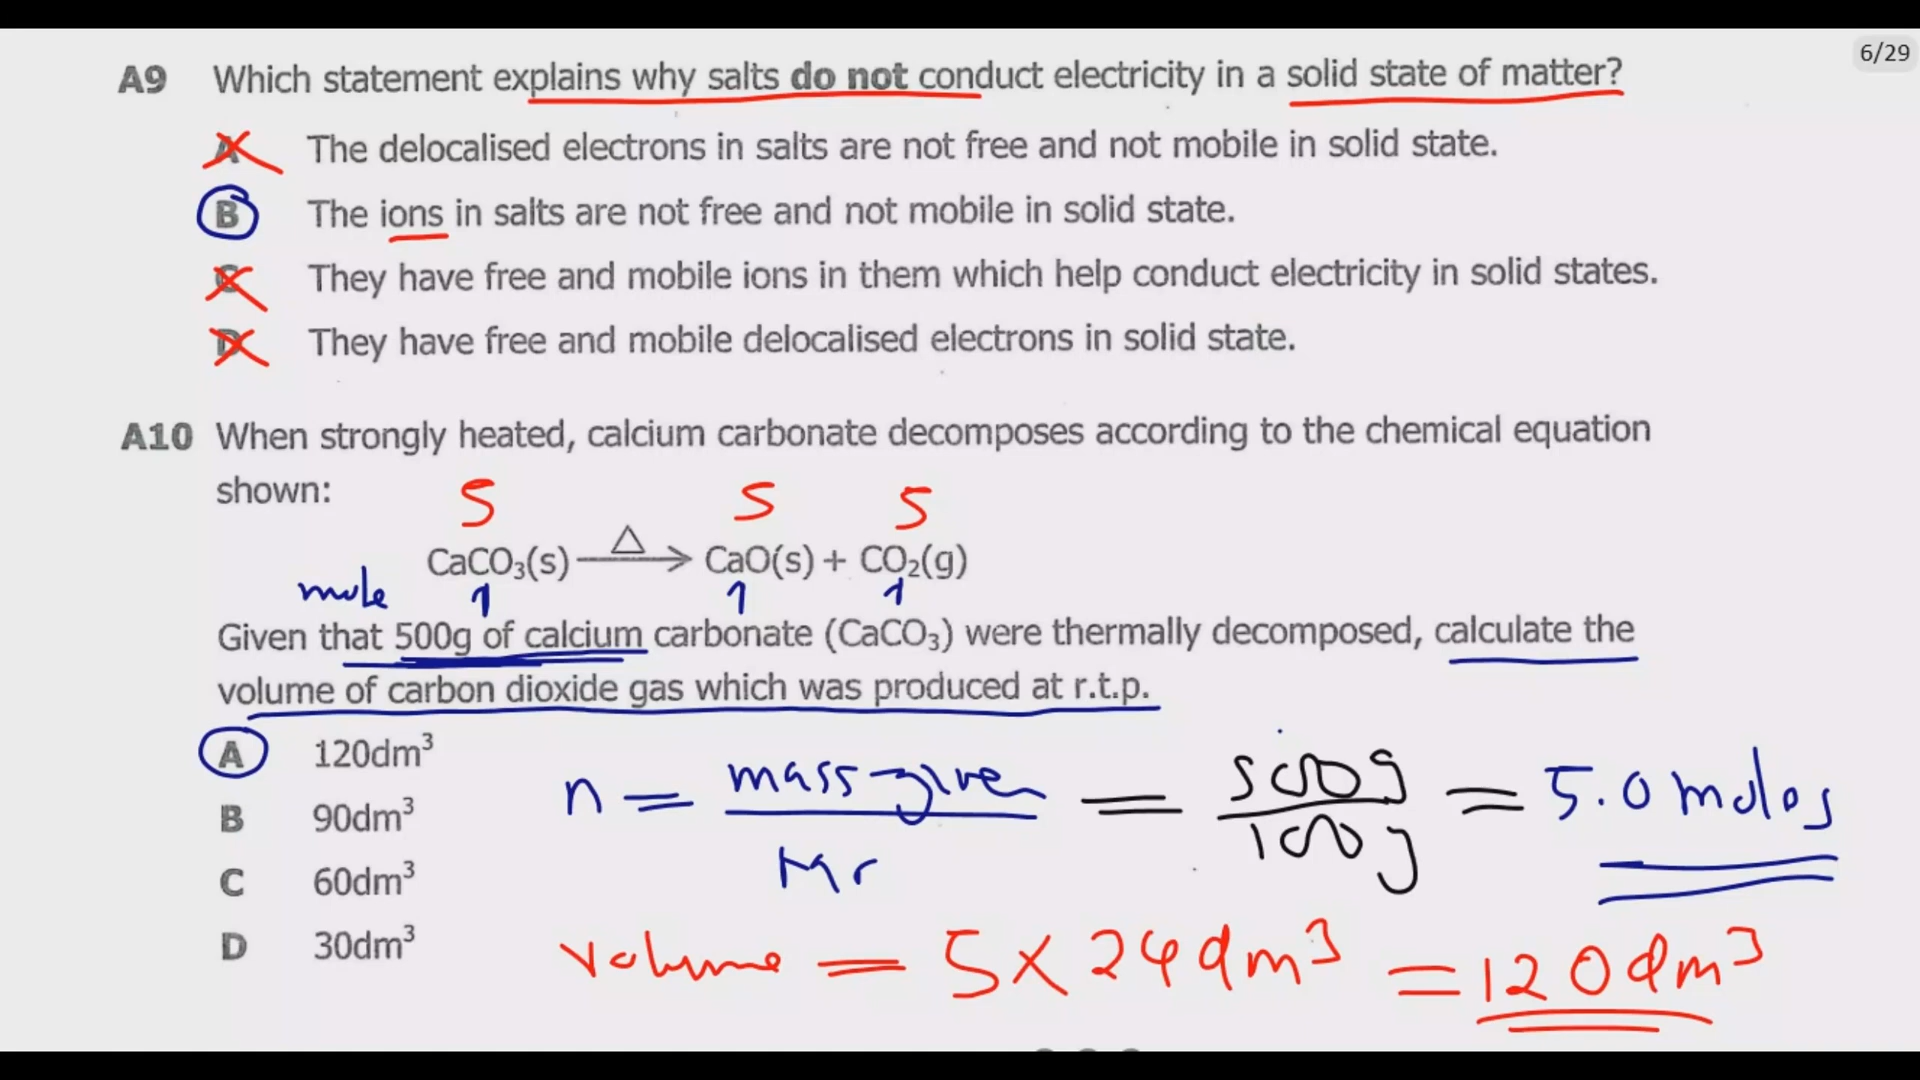 6/29
A9 Which statement explains why salts do not conduct electricity in a solid state of matter?
A The delocalised electrons in salts are not free and not mobile in solid state.
B The ions in salts are not free and not mobile in solid state.
C They have free and mobile ions in them which help conduct electricity in solid states.
D They have free and mobile delocalised electrons in solid state.
A10 When strongly heated, calcium carbonate decomposes according to the chemical equation
shown:
5 5 5
CaCO₃(s) —△→ CaO(s) + CO₂(g)
mole 1 1 1
Given that 500g of calcium carbonate (CaCO₃) were thermally decomposed, calculate the
volume of carbon dioxide gas which was produced at r.t.p.
A 120dm³
B 90dm³
C 60dm³
D 30dm³
n = mass given / Mr = 500g / 100g = 5.0 moles
volume = 5 x 24dm³ = 120dm³